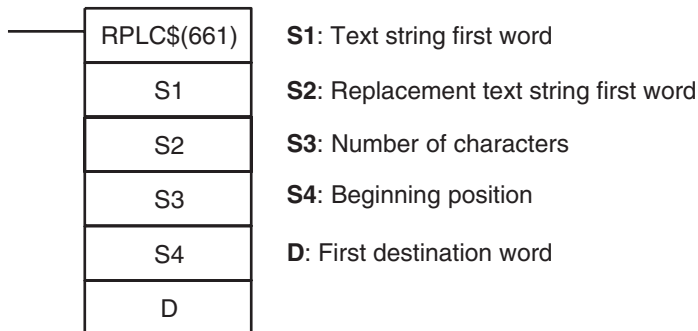 RPLC$(661) S1: Text string first word
S1 S2: Replacement text string first word
S2 S3: Number of characters
S3 S4: Beginning position
S4 D: First destination word
D